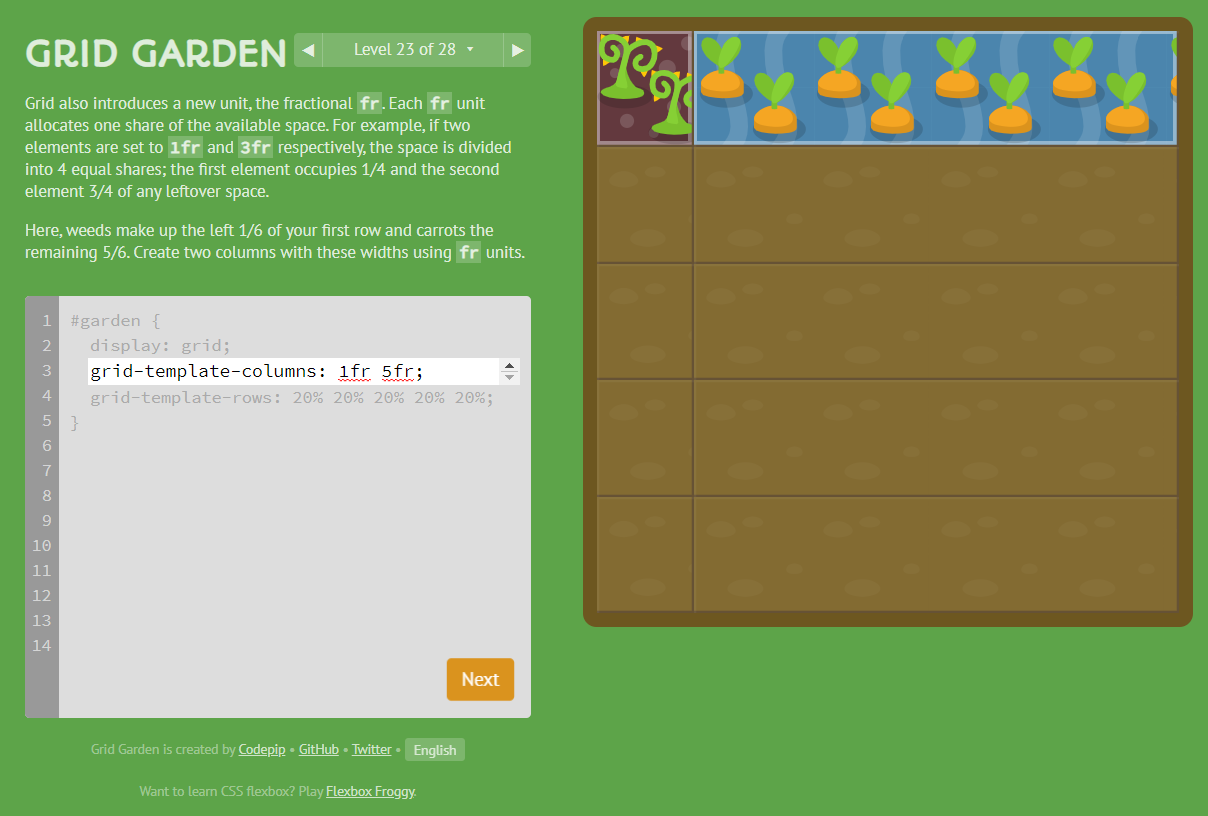 GRID GARDEN
◀ Level 23 of 28 ▾ ▶
Grid also introduces a new unit, the fractional fr. Each fr unit
allocates one share of the available space. For example, if two
elements are set to 1fr and 3fr respectively, the space is divided
into 4 equal shares; the first element occupies 1/4 and the second
element 3/4 of any leftover space.
Here, weeds make up the left 1/6 of your first row and carrots the
remaining 5/6. Create two columns with these widths using fr units.
1 #garden {
2 display: grid;
3 grid-template-columns: 1fr 5fr;
4 grid-template-rows: 20% 20% 20% 20% 20%;
5 }
6
7
8
9
10
11
12
13
14
Next
Grid Garden is created by Codepip • GitHub • Twitter • English
Want to learn CSS flexbox? Play Flexbox Froggy.